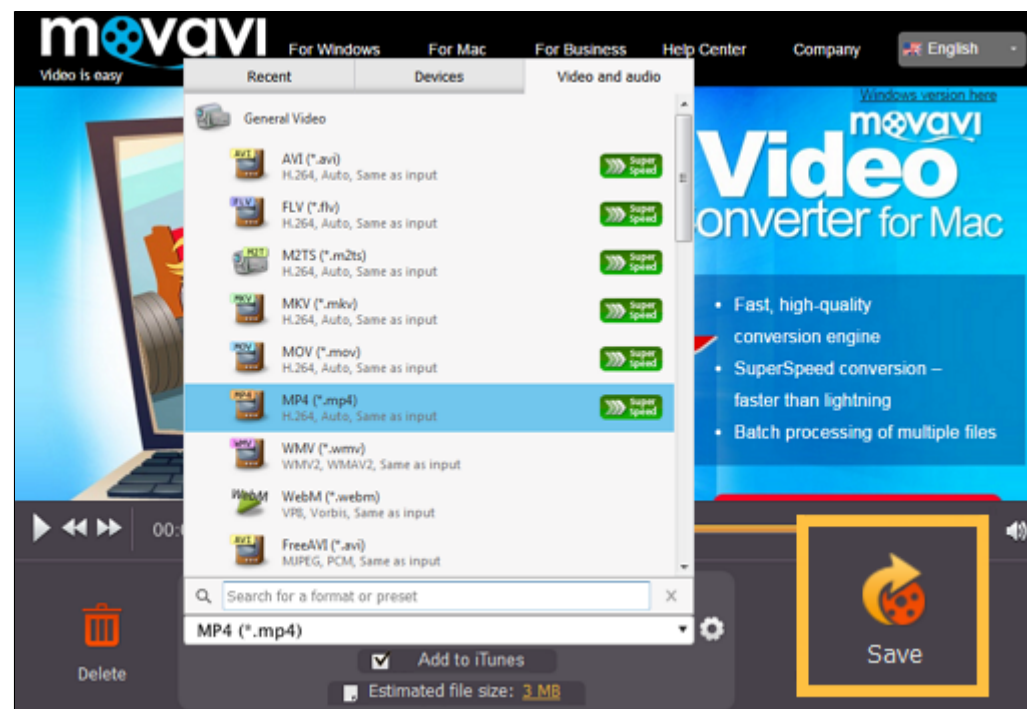 movavi
Video is easy
For Windows
For Mac
For Business
Help Center
Company
English
Recent
Devices
Video and audio
Windows version here
General Video
AVI (*.avi)
H.264, Auto, Same as input
Super Speed
FLV (*.flv)
H.264, Auto, Same as input
Super Speed
M2TS (*.m2ts)
H.264, Auto, Same as input
Super Speed
MKV (*.mkv)
H.264, Auto, Same as input
Super Speed
MOV (*.mov)
H.264, Auto, Same as input
Super Speed
MP4 (*.mp4)
H.264, Auto, Same as input
Super Speed
WMV (*.wmv)
WMV2, WMAV2, Same as input
WebM
WebM (*.webm)
VP8, Vorbis, Same as input
FreeAVI (*.avi)
MJPEG, PCM, Same as input
movavi
Video
onverter for Mac
• Fast, high-quality
conversion engine
• SuperSpeed conversion –
faster than lightning
• Batch processing of multiple files
00:
Search for a format or preset
MP4 (*.mp4)
Add to iTunes
Estimated file size: 3 MB
Delete
Save